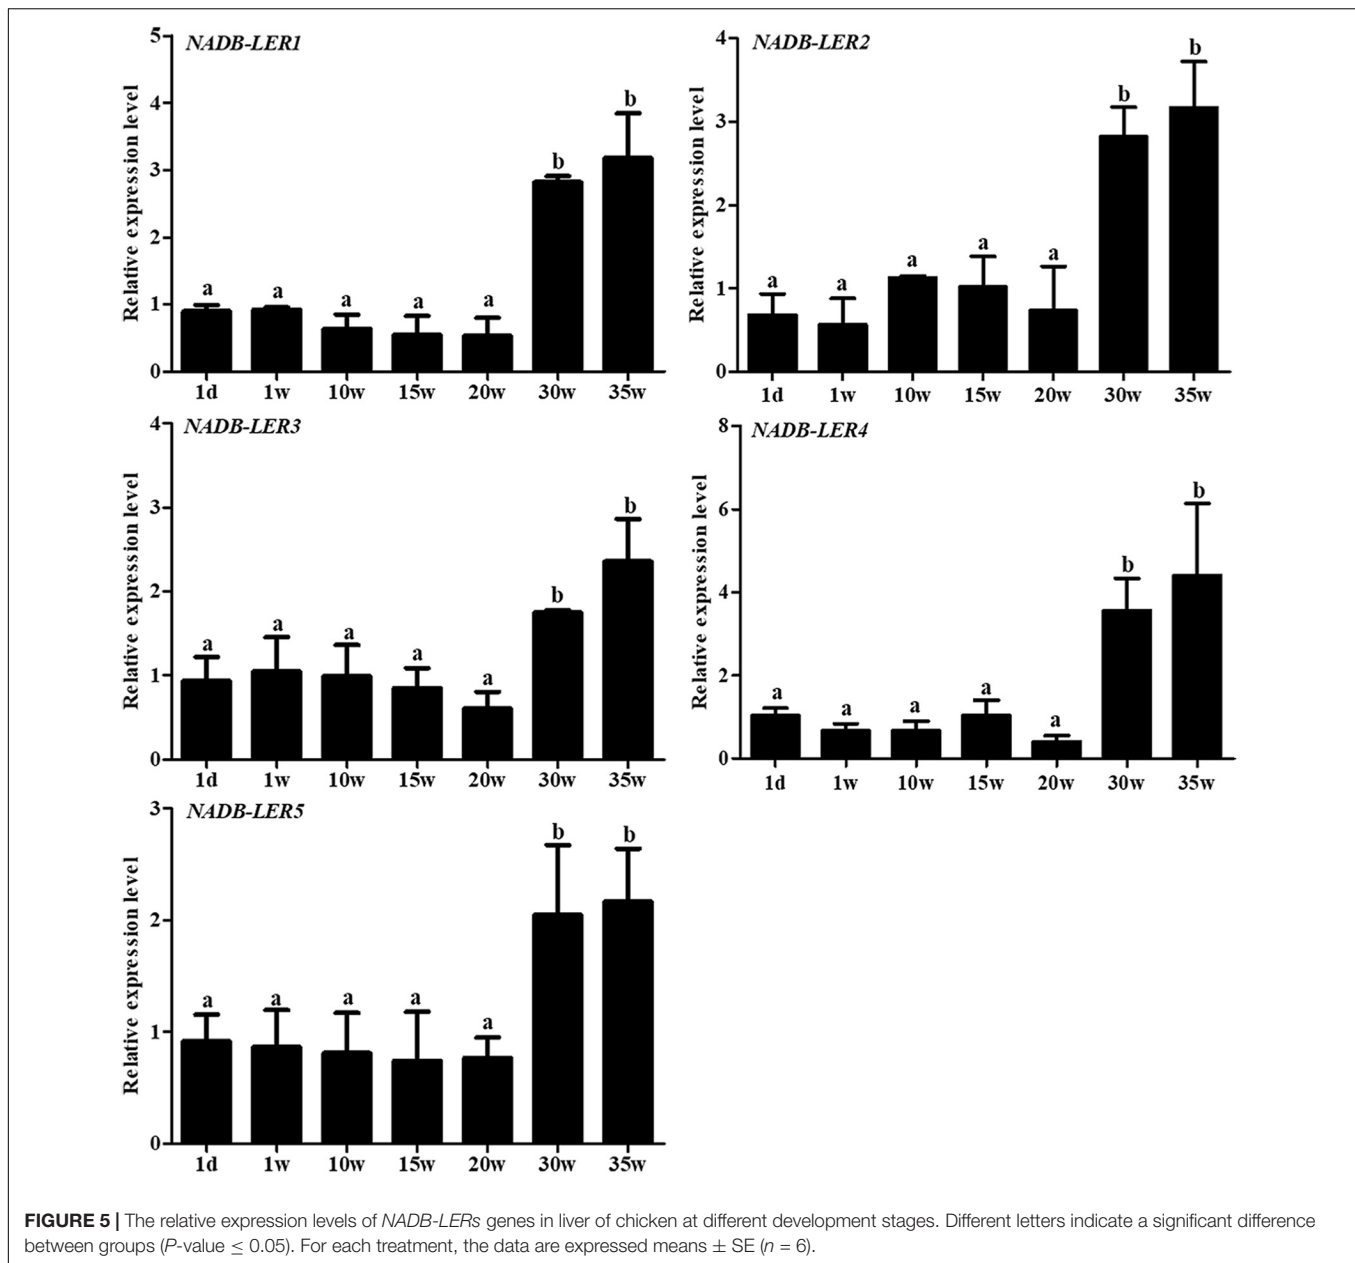 NADB-LER1
Relative expression level
5
4
3
2
1
0
a
a
a
a
a
b
b
1d 1w 10w 15w 20w 30w 35w
NADB-LER2
Relative expression level
4
3
2
1
0
a
a
a
a
a
b
b
1d 1w 10w 15w 20w 30w 35w
NADB-LER3
Relative expression level
4
3
2
1
0
a
a
a
a
a
b
b
1d 1w 10w 15w 20w 30w 35w
NADB-LER4
Relative expression level
8
6
4
2
0
a
a
a
a
a
b
b
1d 1w 10w 15w 20w 30w 35w
NADB-LER5
Relative expression level
3
2
1
0
a
a
a
a
a
b
b
1d 1w 10w 15w 20w 30w 35w
FIGURE 5 | The relative expression levels of NADB-LERs genes in liver of chicken at different development stages. Different letters indicate a significant difference
between groups (P-value ≤ 0.05). For each treatment, the data are expressed means ± SE (n = 6).